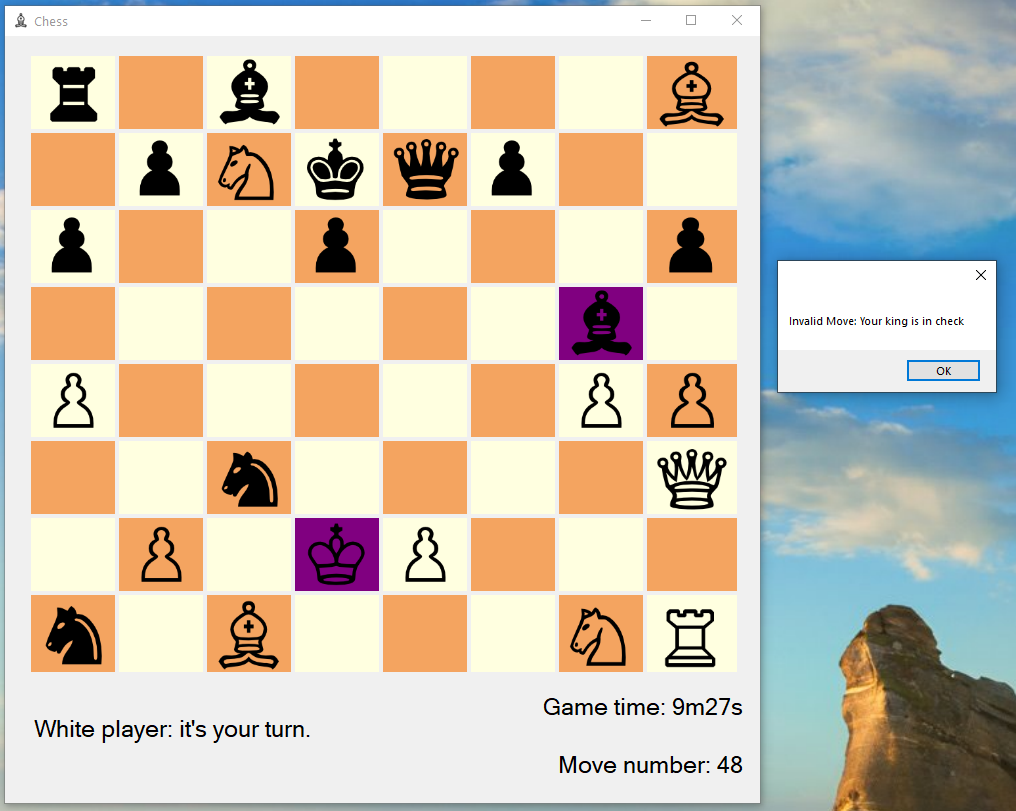 Chess
Invalid Move: Your king is in check
OK
White player: it's your turn.
Game time: 9m27s
Move number: 48